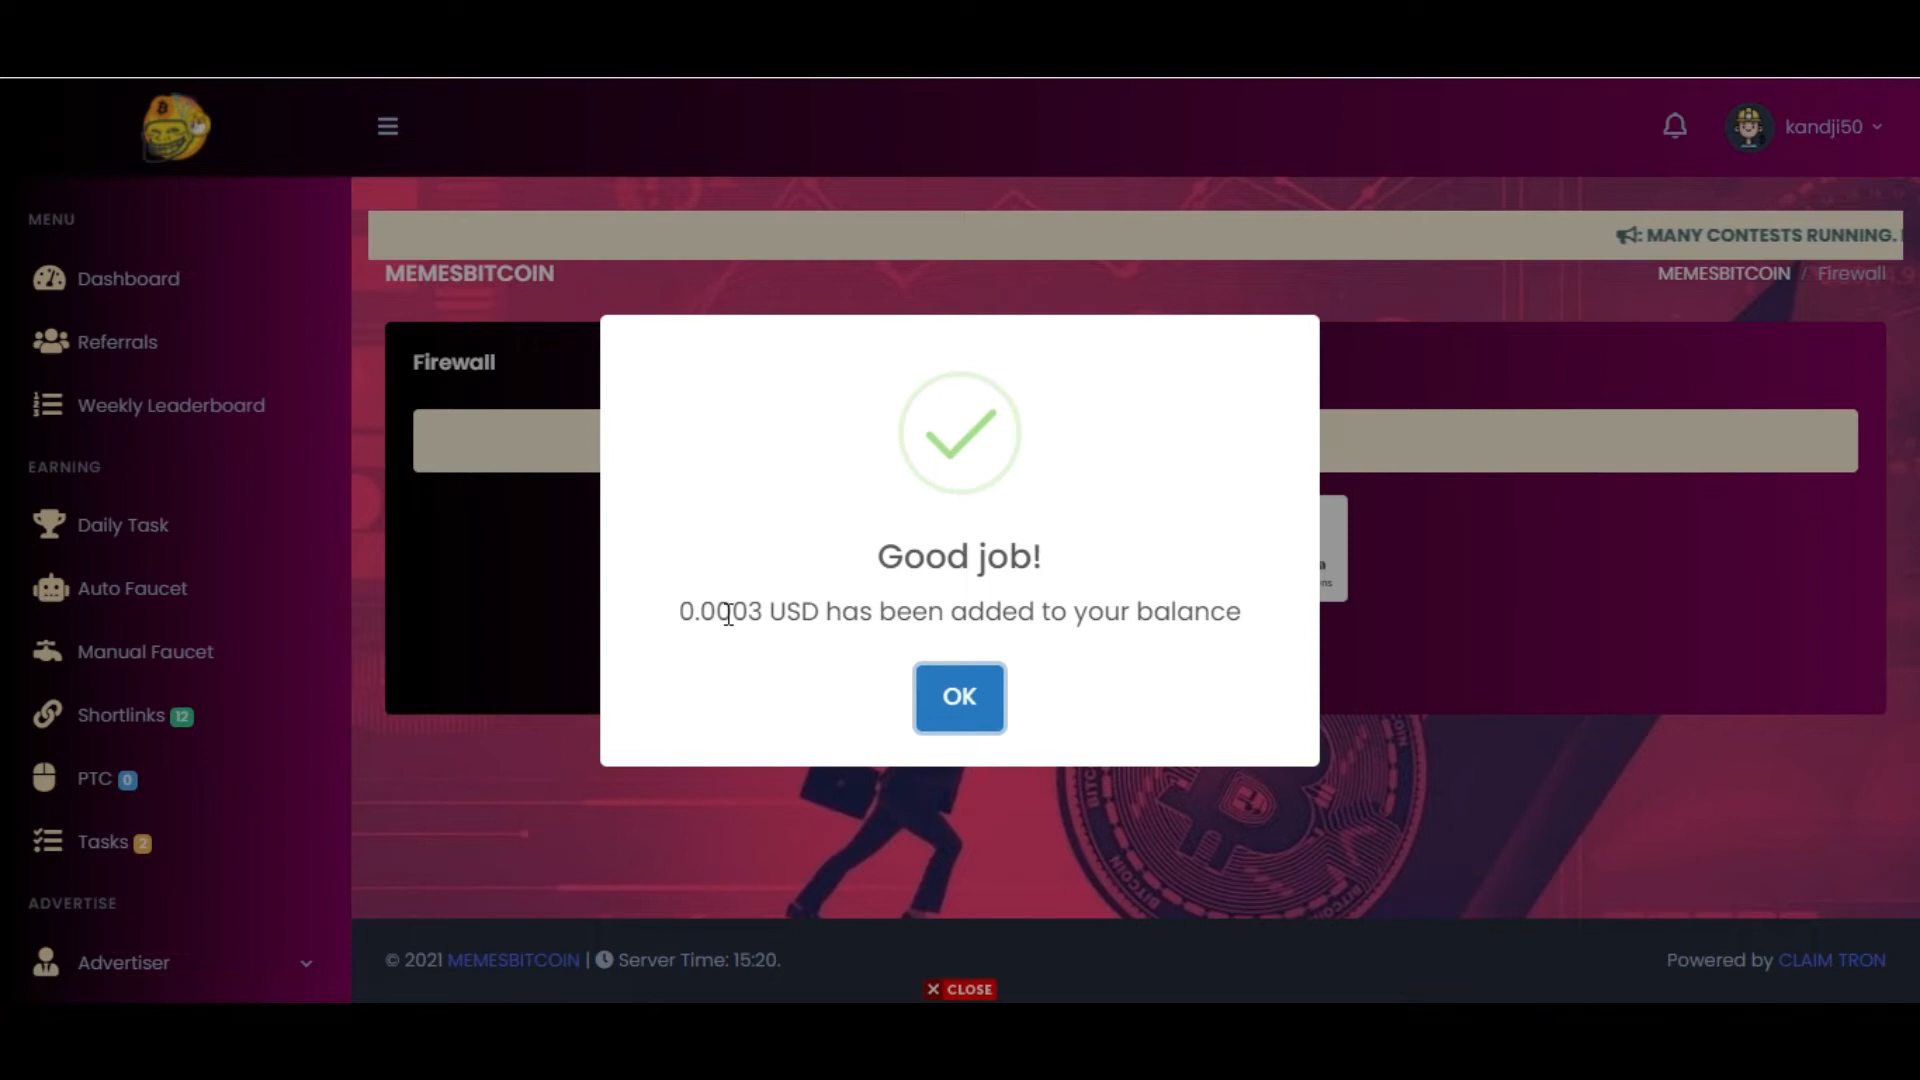 kandji50
MENU
Dashboard
Referrals
Weekly Leaderboard
EARNING
Daily Task
Auto Faucet
Manual Faucet
Shortlinks 12
PTC 0
Tasks 2
ADVERTISE
Advertiser
: MANY CONTESTS RUNNING.
MEMESBITCOIN
MEMESBITCOIN / Firewall
Firewall
Good job!
0.0003 USD has been added to your balance
OK
BITCOIN
BITCOIN
© 2021 MEMESBITCOIN | Server Time: 15:20.
Powered by CLAIM TRON
CLOSE